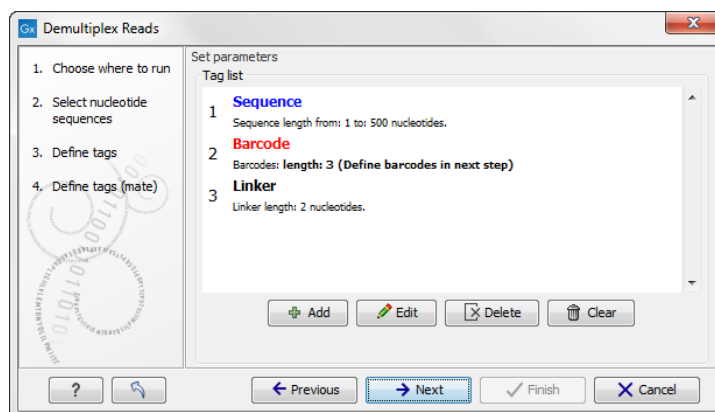 Gx Demultiplex Reads
X
1. Choose where to run
2. Select nucleotide
sequences
3. Define tags
4. Define tags (mate)
Set parameters
Tag list
1 Sequence
Sequence length from: 1 to: 500 nucleotides.
2 Barcode
Barcodes: length: 3 (Define barcodes in next step)
3 Linker
Linker length: 2 nucleotides.
Add Edit Delete Clear
? Previous Next Finish Cancel